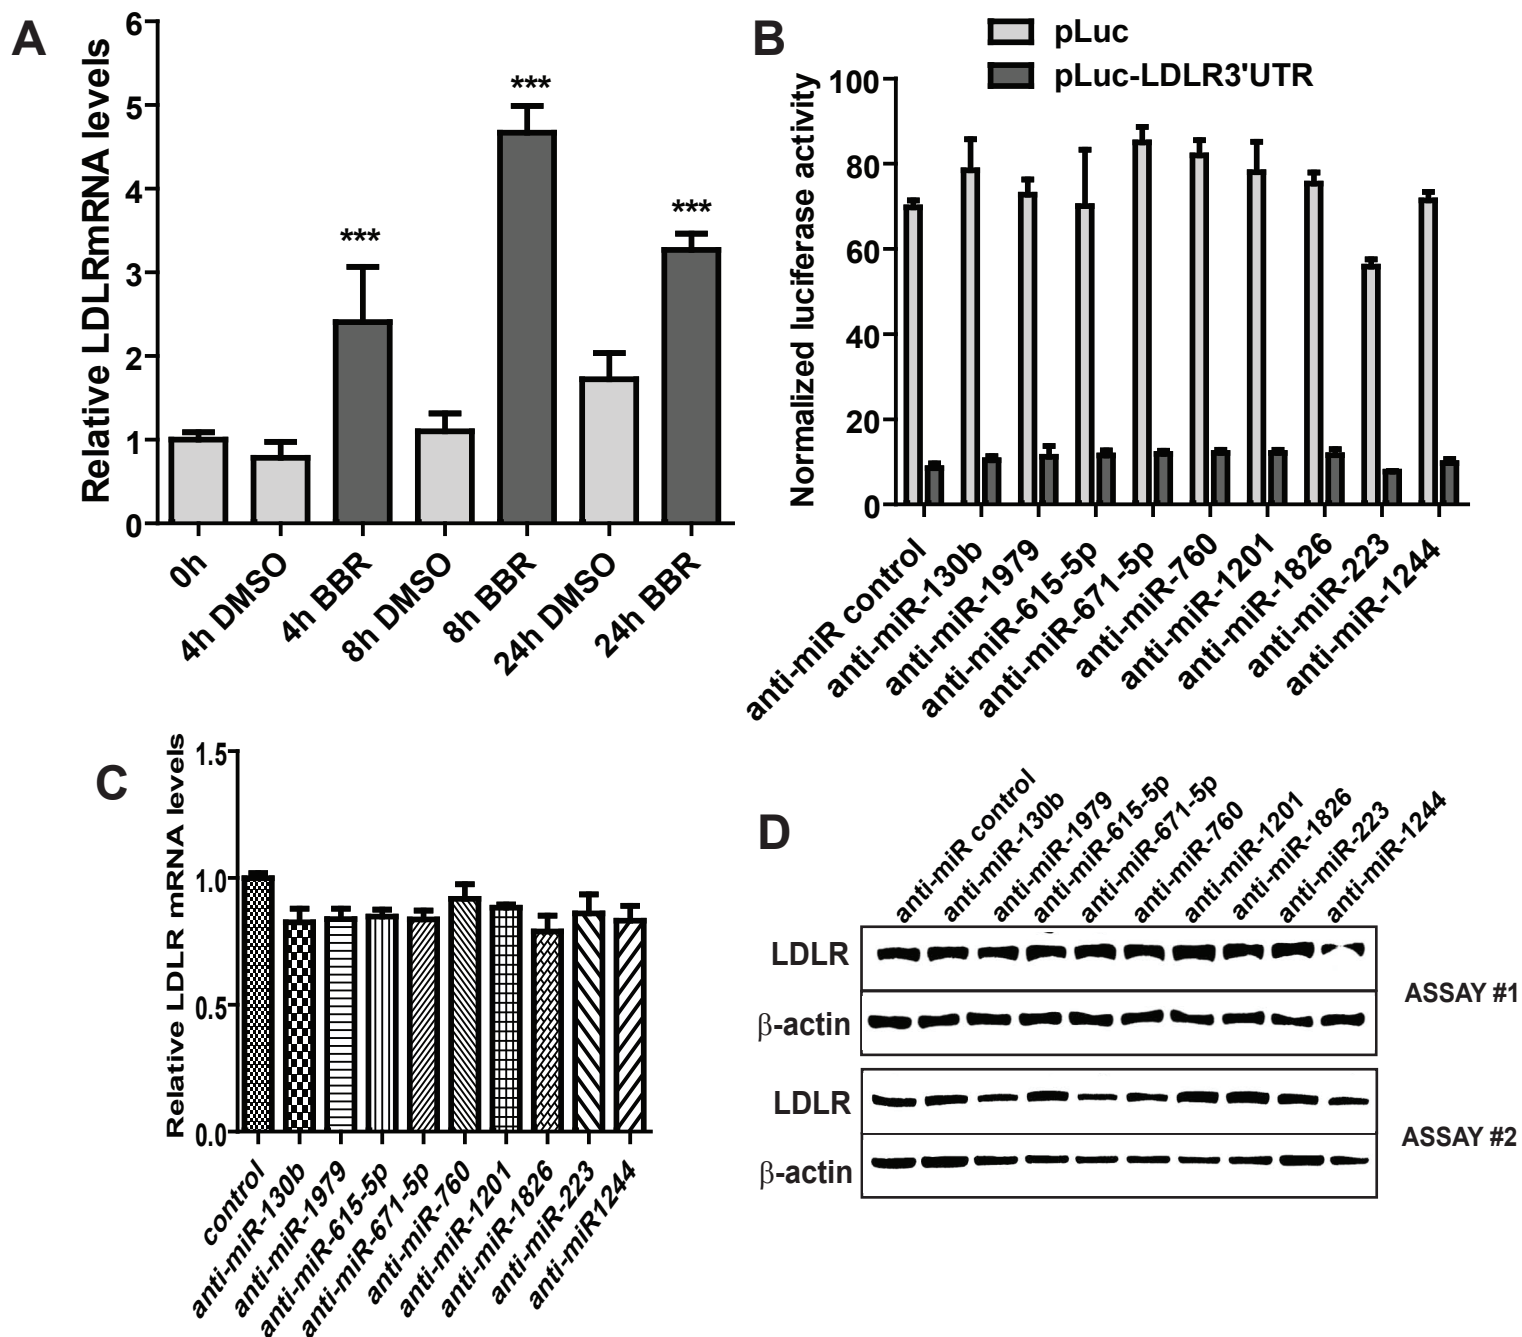 A
Relative LDLRmRNA levels
6
5
4
3
2
1
0
***
***
***
0h
4h DMSO
4h BBR
8h DMSO
8h BBR
24h DMSO
24h BBR
B
pLuc
pLuc-LDLR3'UTR
Normalized luciferase activity
100
80
60
40
20
0
anti-miR control
anti-miR-130b
anti-miR-1979
anti-miR-615-5p
anti-miR-671-5p
anti-miR-760
anti-miR-1201
anti-miR-1826
anti-miR-223
anti-miR-1244
C
Relative LDLR mRNA levels
1.5
1.0
0.5
0.0
control
anti-miR-130b
anti-miR-1979
anti-miR-615-5p
anti-miR-671-5p
anti-miR-760
anti-miR-1201
anti-miR-1826
anti-miR-223
anti-miR1244
D
anti-miR control
anti-miR-130b
anti-miR-1979
anti-miR-615-5p
anti-miR-671-5p
anti-miR-760
anti-miR-1201
anti-miR-1826
anti-miR-223
anti-miR-1244
LDLR
β-actin
ASSAY #1
LDLR
β-actin
ASSAY #2